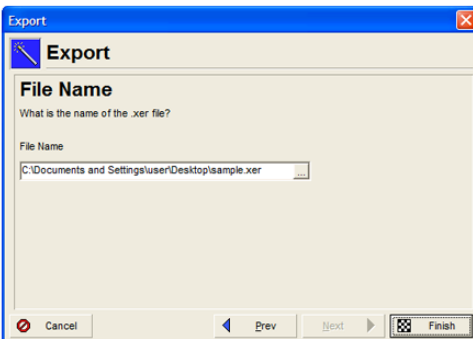 Export
Export
File Name
What is the name of the .xer file?
File Name
C:\Documents and Settings\user\Desktop\sample.xer ...
Cancel Prev Next Finish